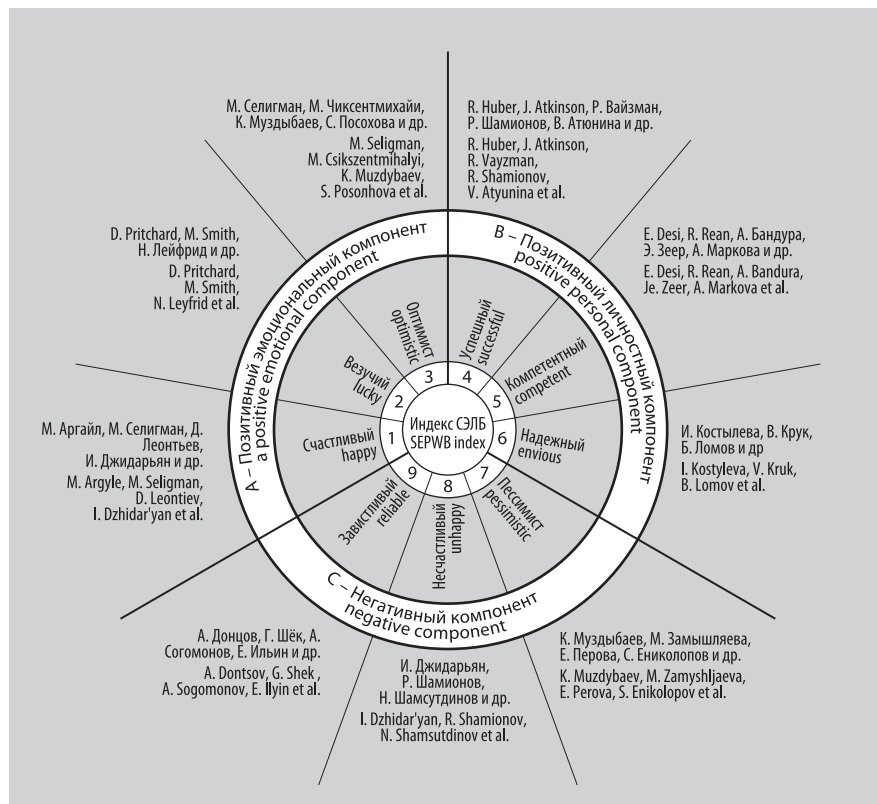 М. Селигман, М. Чиксентмихайи,
К. Муздыбаев, С. Посохова и др.
M. Seligman,
M. Csikszentmihalyi,
K. Muzdybaev,
S. Posolhova et al.
R. Huber, J. Atkinson, Р. Вайзман,
Р. Шамионов, В. Атюнина и др.
R. Huber, J. Atkinson,
R. Vayzman,
R. Shamionov,
V. Atyunina et al.
D. Pritchard, M. Smith,
Н. Лейфрид и др.
D. Pritchard,
M. Smith,
N. Leyfrid et al.
E. Desi, R. Rean, А. Бандура,
Э. Зеер, А. Маркова и др.
E. Desi, R. Rean, A. Bandura,
Je. Zeer, A. Markova et al.
А – Позитивный эмоциональный компонент
a positive emotional component
В – Позитивный личностный компонент
positive personal component
Оптимист
optimistic
3
Успешный
successful
4
Везучий
lucky
2
Компетентный
competent
5
Счастливый
happy
1
Индекс СЭЛБ
SEPWB index
6
Надежный
envious
9
Завистливый
reliable
8
Несчастливый
unhappy
7
Пессимист
pessimistic
М. Аргайл, М. Селигман, Д.
Леонтьев,
И. Джидарьян и др.
M. Argyle, M. Seligman,
D. Leontiev,
I. Dzhidar'yan et al.
И. Костылева, В. Крук,
Б. Ломов и др
I. Kostyleva, V. Kruk,
B. Lomov et al.
С – Негативный компонент
negative component
А. Донцов, Г. Шёк, А.
Согомонов, Е. Ильин и др.
A. Dontsov, G. Shek ,
A. Sogomonov, E. Ilyin et al.
И. Джидарьян,
Р. Шамионов,
Н. Шамсутдинов и др.
I. Dzhidar'yan, R. Shamionov,
N. Shamsutdinov et al.
К. Муздыбаев, М. Замышляева,
Е. Перова, С. Ениколопов и др.
K. Muzdybaev, M. Zamyshljaeva,
E. Perova, S. Enikolopov et al.